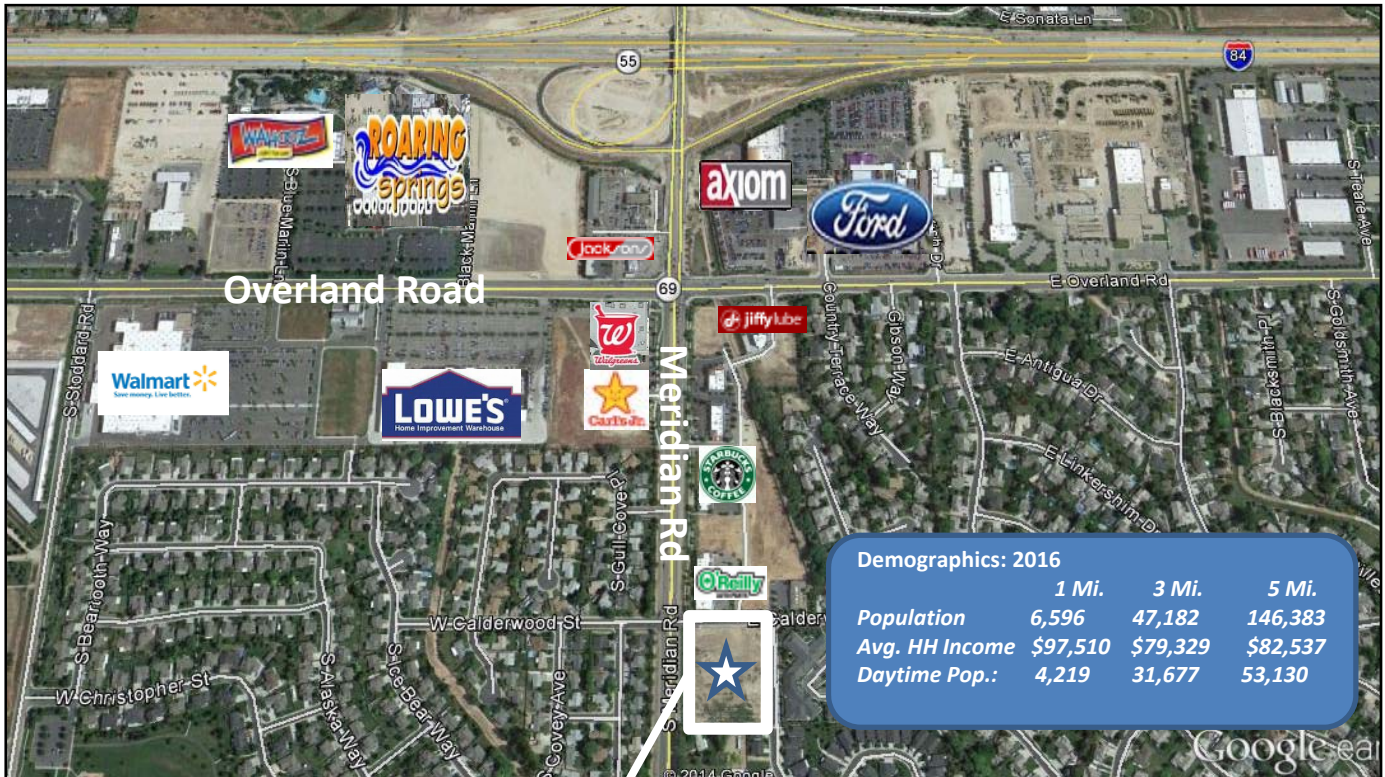 E Sonata Ln
55
84
WAHOOZ
ROARING
Springs
S Blue Marlin Ln
Black Marlin Ln
axiom
Ford
S Teare Ave
Jacksons
Overland Road
69
E Overland Rd
S Stoddard Rd
Walmart
Save money. Live better.
LOWE'S
Home Improvement Warehouse
W
Walgreens
Carl's Jr.
jiffy lube
Meridian Rd
Country Terrace Way
Gibson Way
E Antigua Dr
S Blacksmith Pl
S Goldsmith Ave
E Linkershim Dr
STARBUCKS
COFFEE
S Beartooth Way
S Gull Cove Pl
O'Reilly
W Calderwood St
S Meridian Rd
W Christopher St
S Alaska Way
S Ice Bear Way
S Covey Ave
Demographics: 2016
1 Mi. 3 Mi. 5 Mi.
Population 6,596 47,182 146,383
Avg. HH Income $97,510 $79,329 $82,537
Daytime Pop.: 4,219 31,677 53,130
© 2014 Google
Google ear